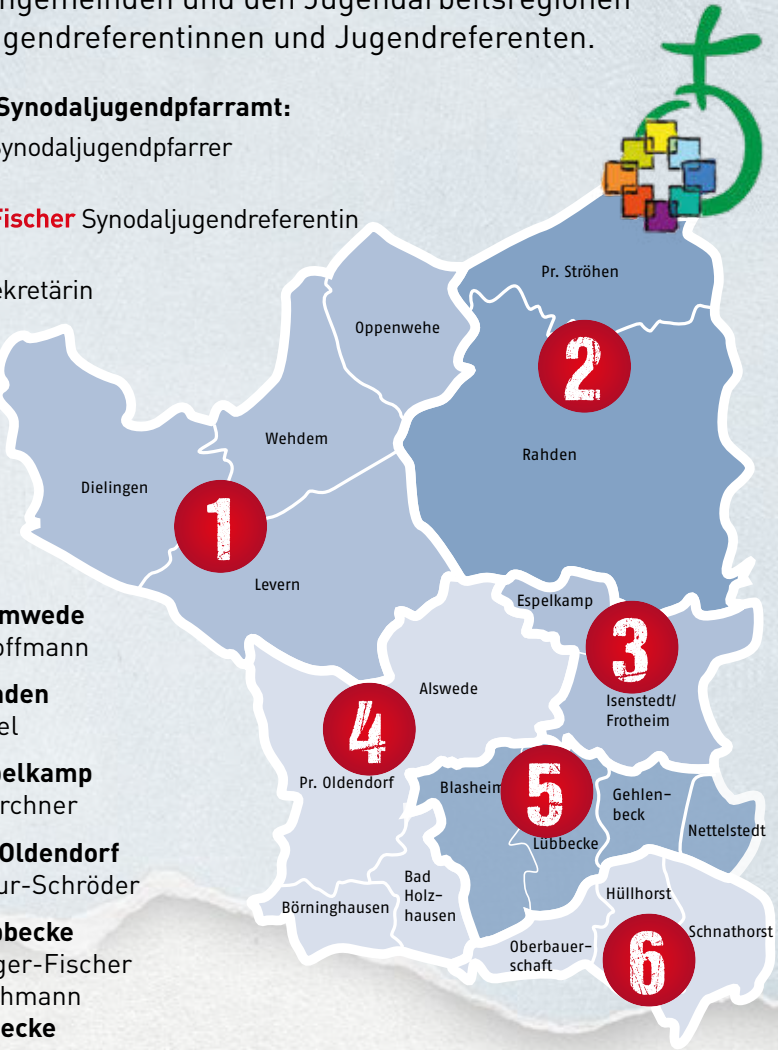 ngemeinden und den Jugendarbeitsregionen
gendreferentinnen und Jugendreferenten.
Synodaljugendpfarramt:
ynodaljugendpfarrer
Fischer Synodaljugendreferentin
ekretärin
Pr. Ströhen
Oppenwehe
2
Wehdem
Rahden
Dielingen
1
Levern
Espelkamp
mwede
offmann
3
Alswede
Isenstedt/
Frotheim
nden
el
4
pelkamp
rchner
Pr. Oldendorf
Blasheim
5
Gehlen-
beck
Nettelstedt
Lübbecke
Oldendorf
ur-Schröder
Bad
Holz-
hausen
Börninghausen
Hüllhorst
Schnathorst
Oberbauer-
schaft
6
bbecke
ger-Fischer
hmann
ecke